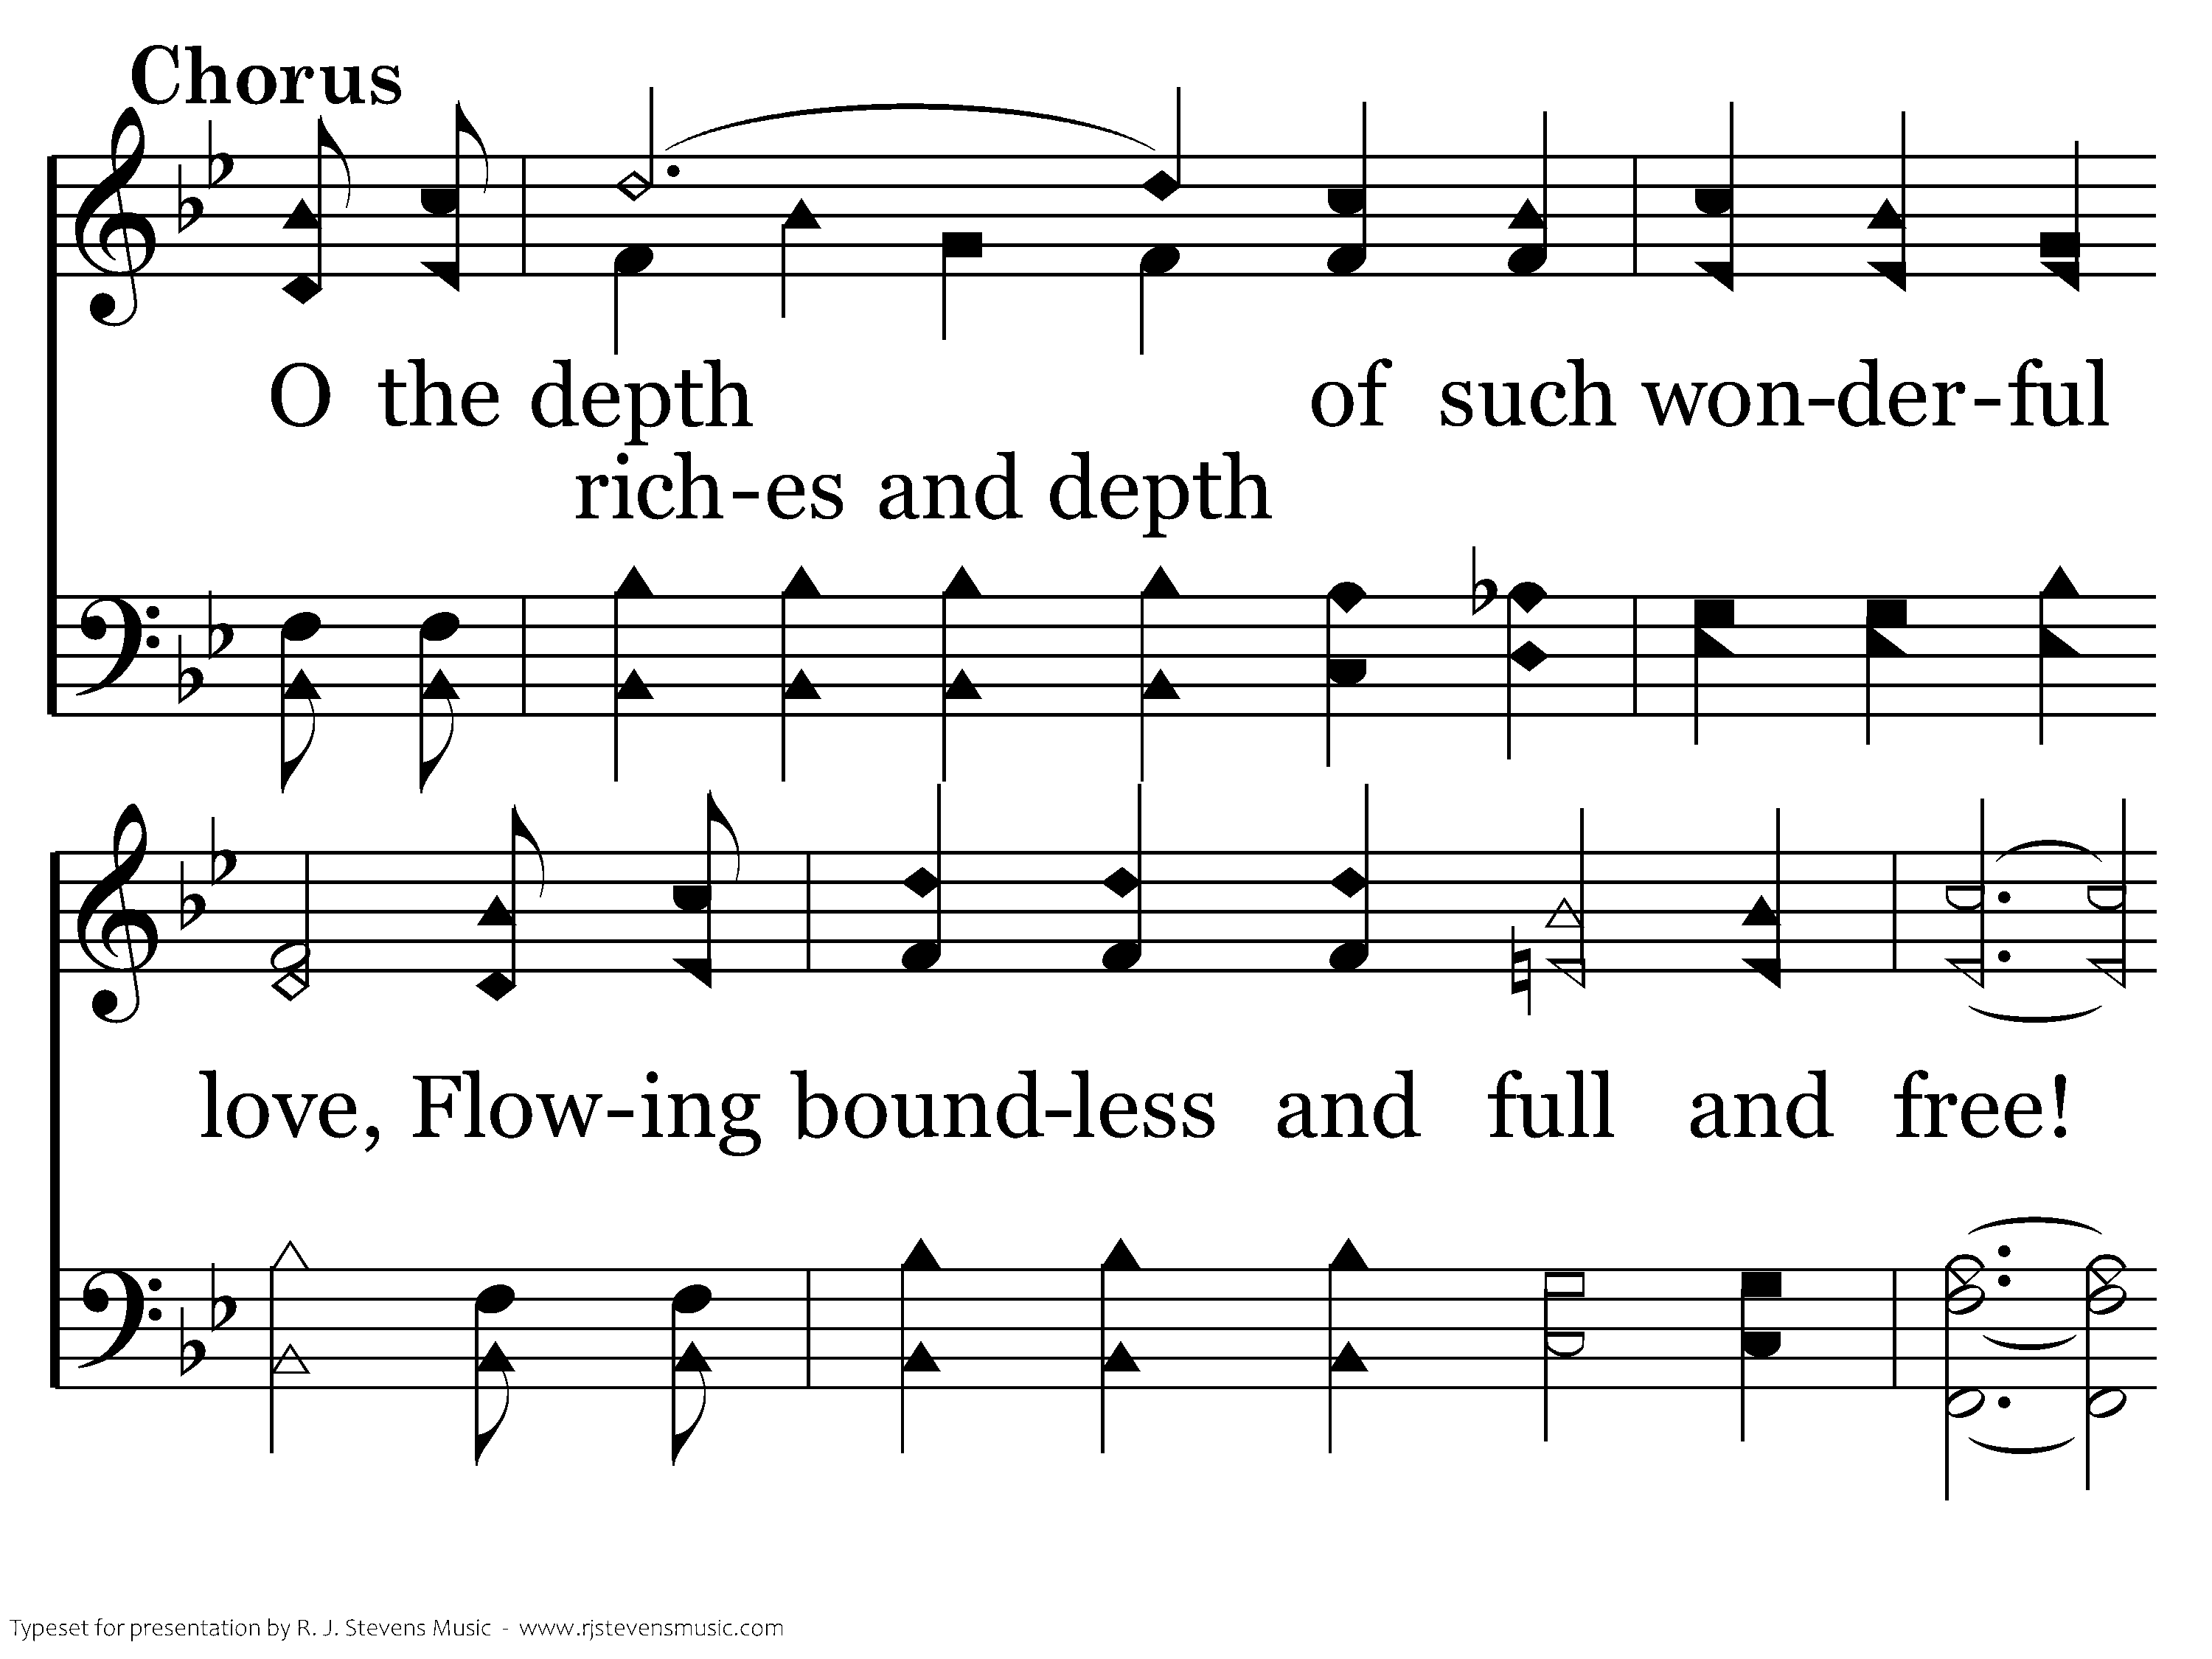 Chorus
O the depth of such won-der-ful
rich-es and depth
love, Flow-ing bound-less and full and free!
Typeset for presentation by R. J. Stevens Music - www.rjstevensmusic.com